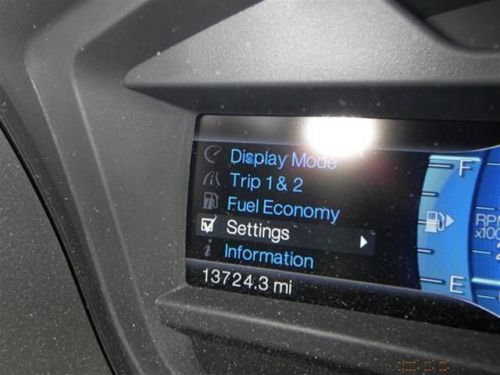 Display Mode
Trip 1 & 2
Fuel Economy
Settings
Information
13724.3 mi
F
E